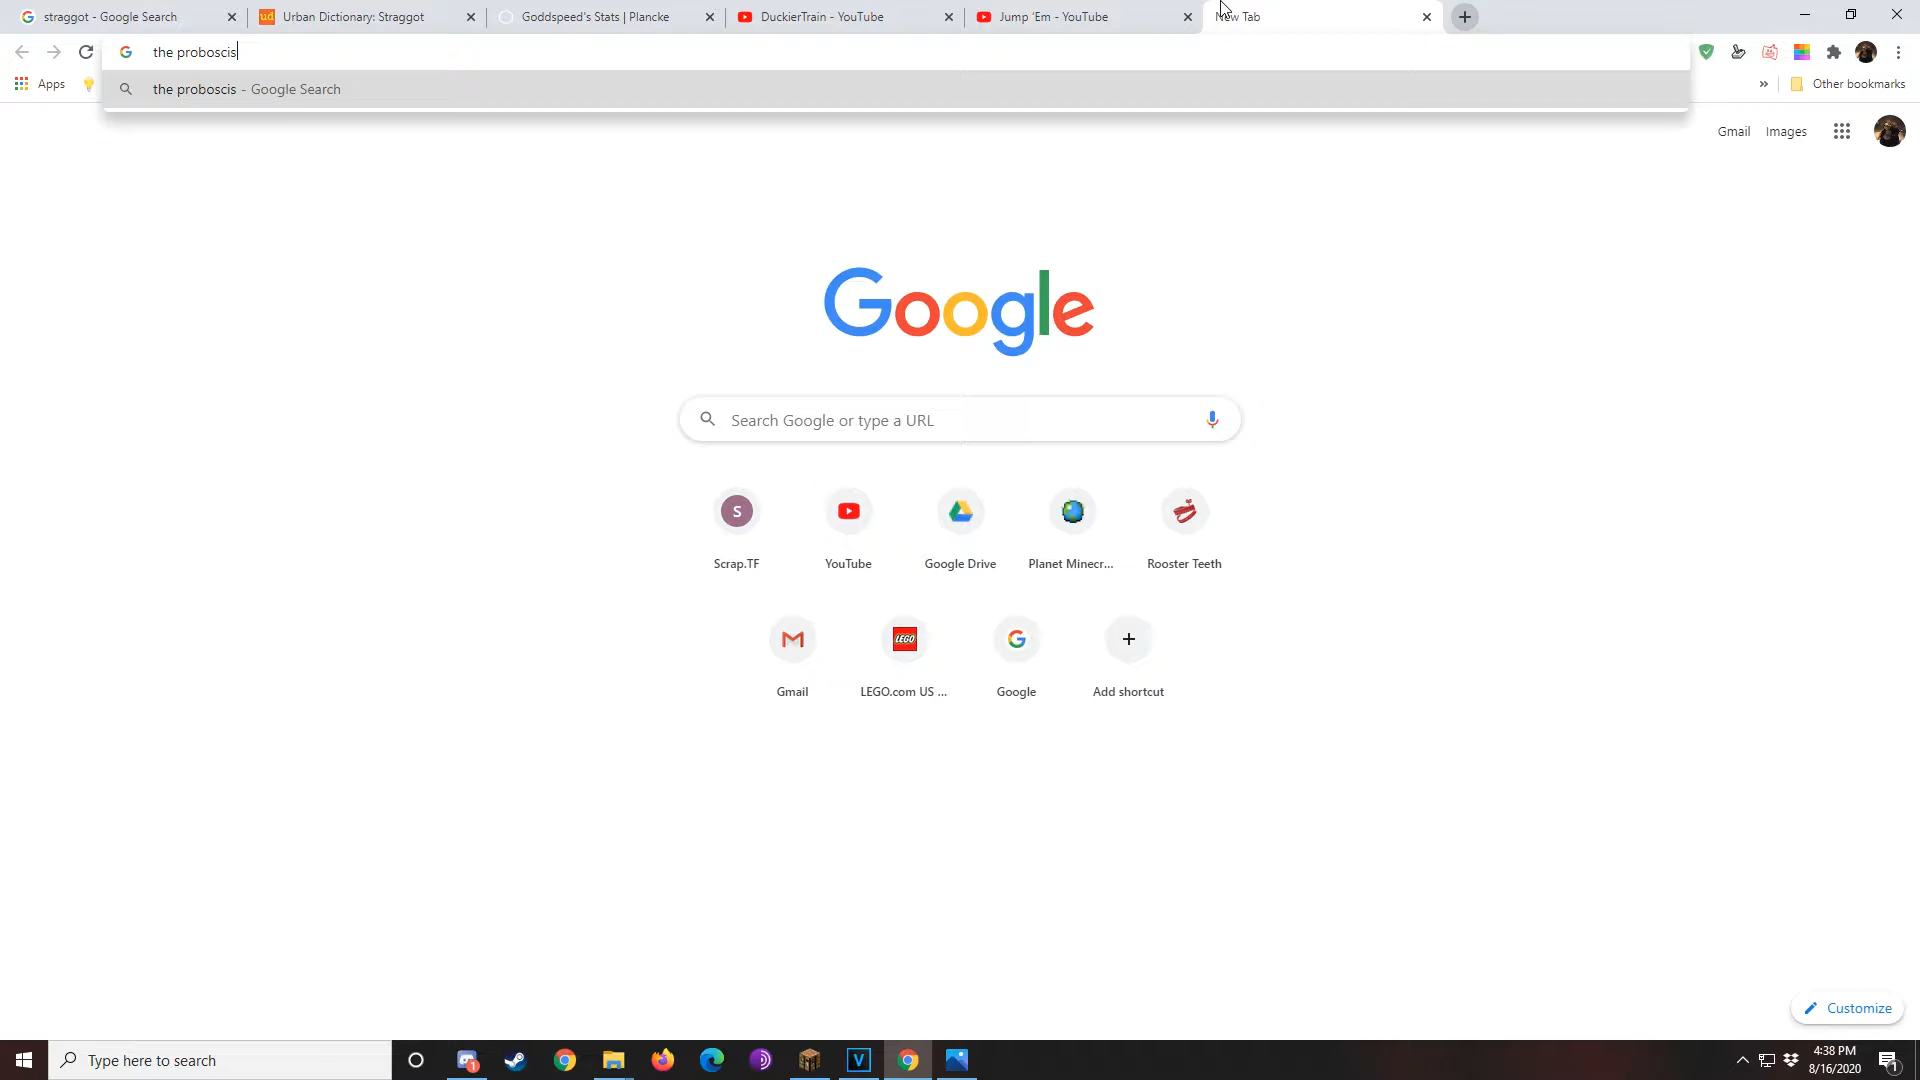 straggot - Google Search
Urban Dictionary: Straggot
Goddspeed's Stats | Plancke
DuckierTrain - YouTube
Jump 'Em - YouTube
New Tab
the proboscis
Apps
Other bookmarks
the proboscis - Google Search
Gmail
Images
Google
Search Google or type a URL
S
Scrap.TF
YouTube
Google Drive
Planet Minecr...
Rooster Teeth
LEGO
Gmail
LEGO.com US ...
Google
Add shortcut
Customize
Type here to search
4:38 PM
8/16/2020